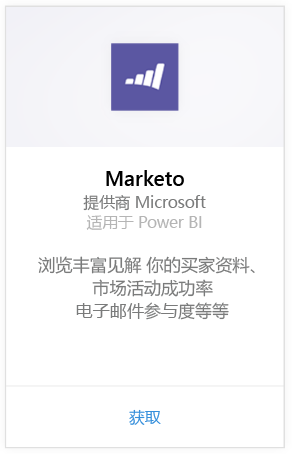 Marketo
提供商 Microsoft
适用于 Power BI
浏览丰富见解 你的买家资料、
市场活动成功率
电子邮件参与度等等
获取